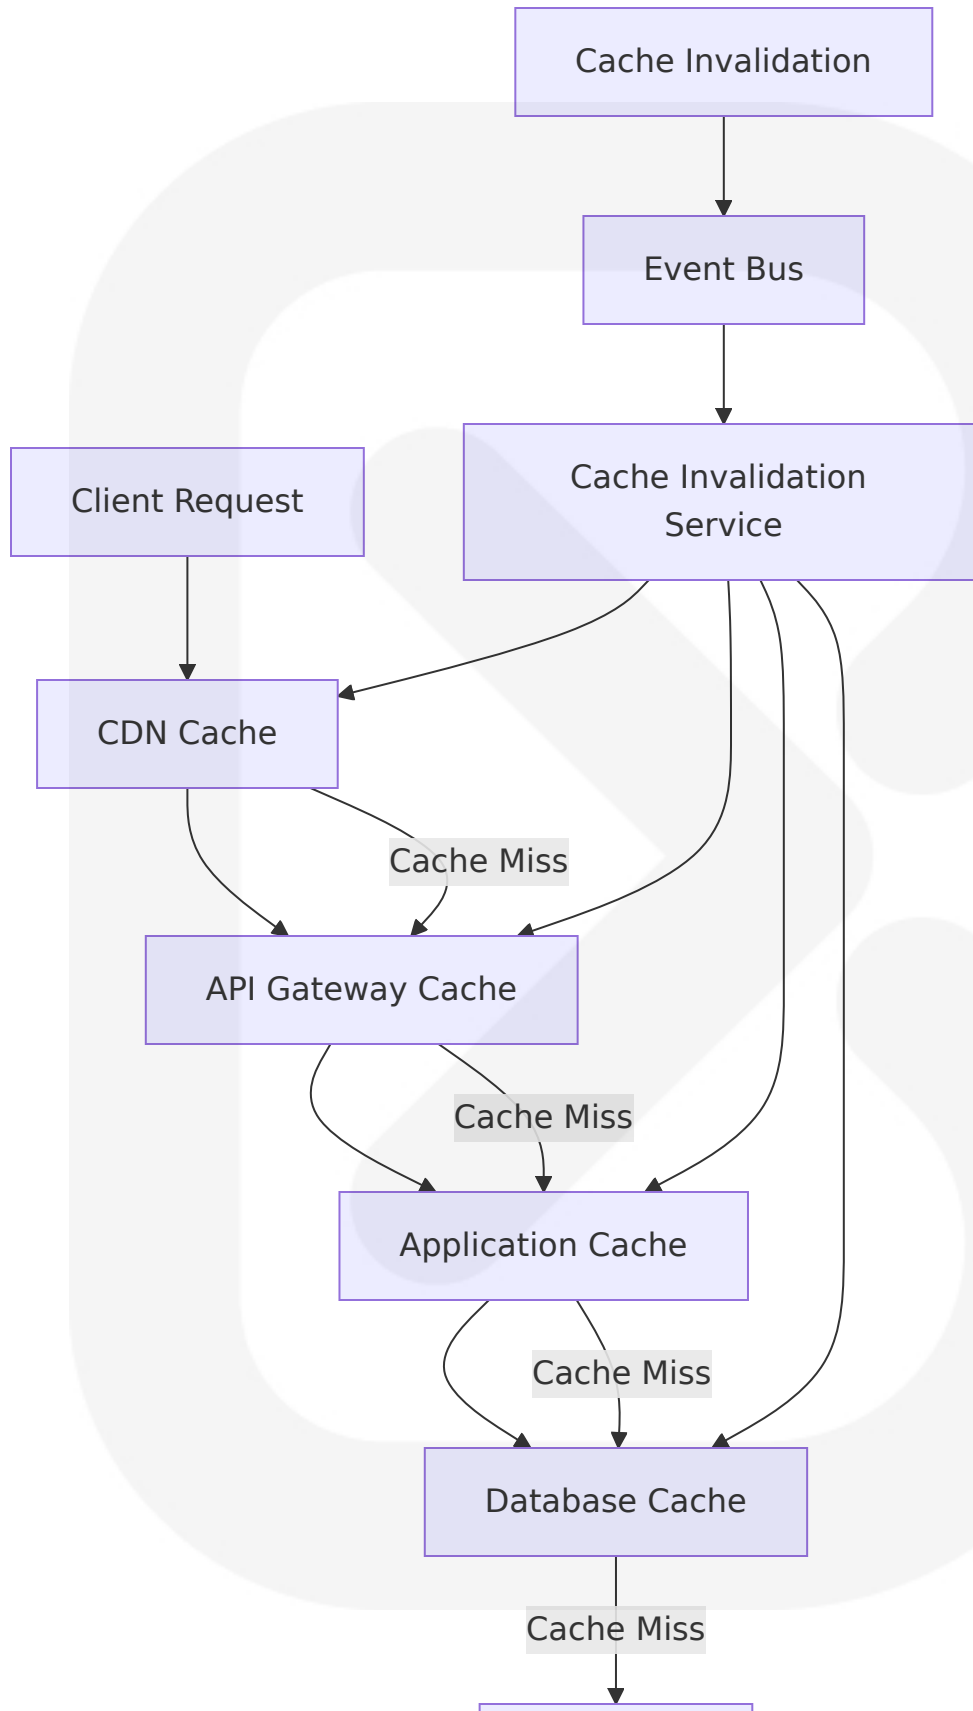 Cache Invalidation
Event Bus
Cache Invalidation
Service
Client Request
CDN Cache
Cache Miss
API Gateway Cache
Cache Miss
Application Cache
Cache Miss
Database Cache
Cache Miss